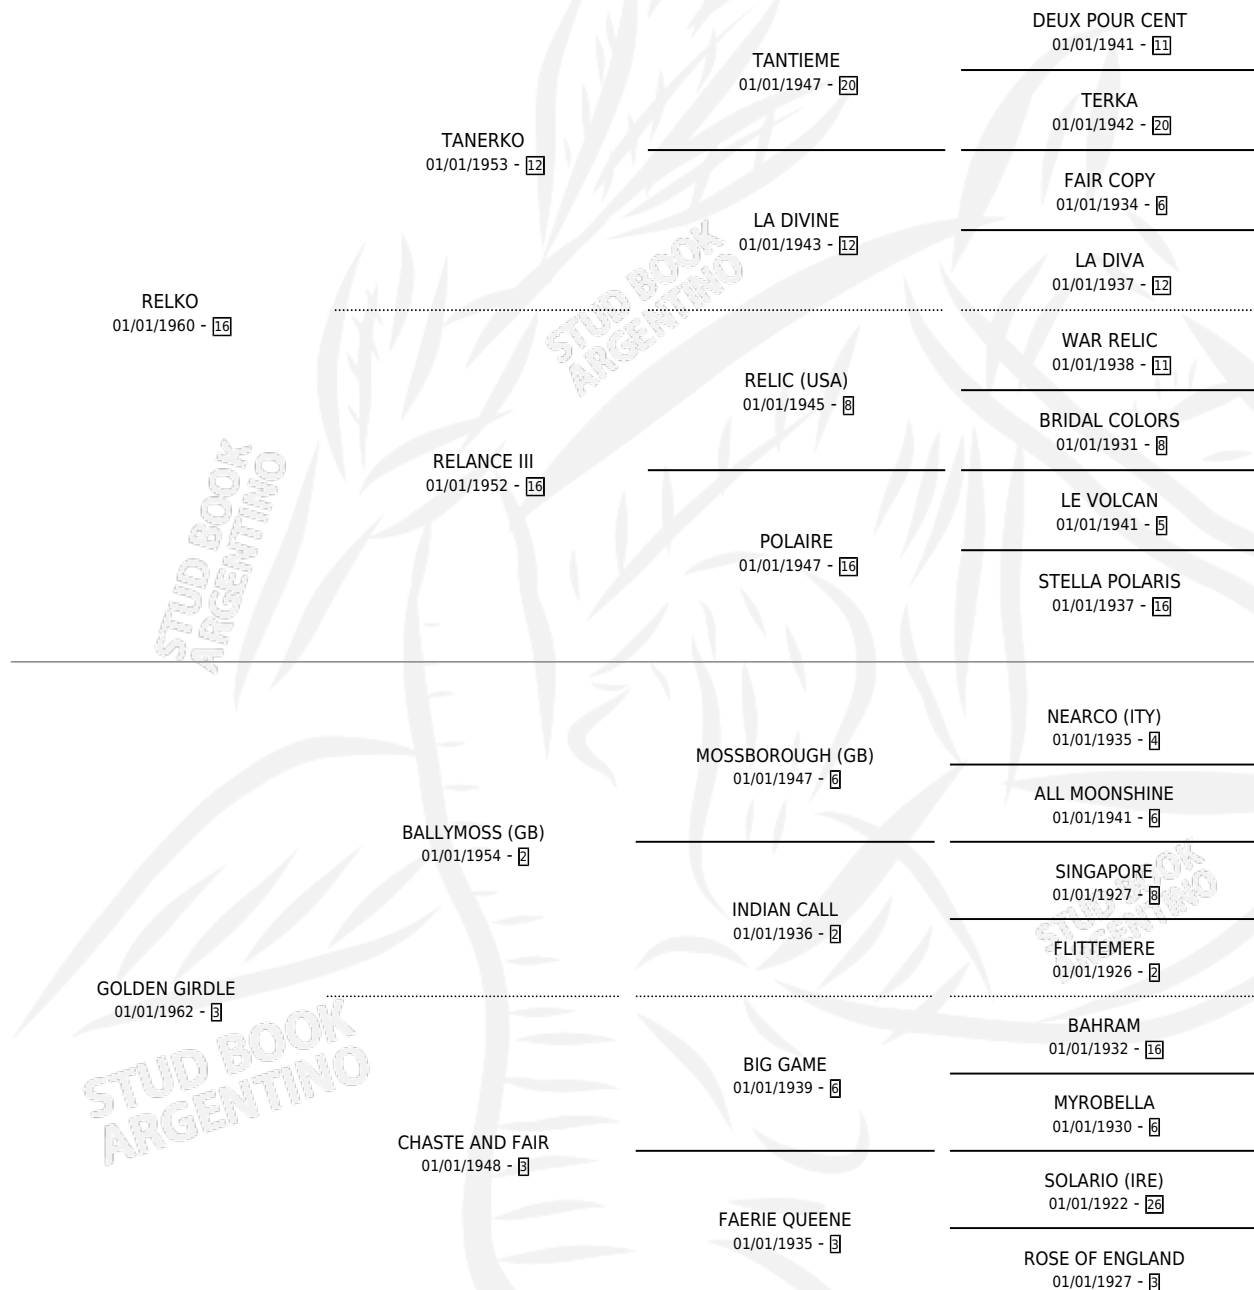 DEUX POUR CENT
01/01/1941 - 11
TANTIEME
01/01/1947 - 20
TERKA
01/01/1942 - 20
TANERKO
01/01/1953 - 12
FAIR COPY
01/01/1934 - 6
LA DIVINE
01/01/1943 - 12
LA DIVA
01/01/1937 - 12
RELKO
01/01/1960 - 16
WAR RELIC
01/01/1938 - 11
RELIC (USA)
01/01/1945 - 8
BRIDAL COLORS
01/01/1931 - 8
RELANCE III
01/01/1952 - 16
LE VOLCAN
01/01/1941 - 5
POLAIRE
01/01/1947 - 16
STELLA POLARIS
01/01/1937 - 16
STUD BOOK
ARGENTINO
STUD BOOK
ARGENTINO
NEARCO (ITY)
01/01/1935 - 4
MOSSBOROUGH (GB)
01/01/1947 - 6
ALL MOONSHINE
01/01/1941 - 6
BALLYMOSS (GB)
01/01/1954 - 2
SINGAPORE
01/01/1927 - 8
INDIAN CALL
01/01/1936 - 2
FLITTEMERE
01/01/1926 - 2
STUD BOOK
ARGENTINO
GOLDEN GIRDLE
01/01/1962 - 3
BAHRAM
01/01/1932 - 16
BIG GAME
01/01/1939 - 6
MYROBELLA
01/01/1930 - 6
STUD BOOK
ARGENTINO
CHASTE AND FAIR
01/01/1948 - 3
SOLARIO (IRE)
01/01/1922 - 26
FAERIE QUEENE
01/01/1935 - 3
ROSE OF ENGLAND
01/01/1927 - 3